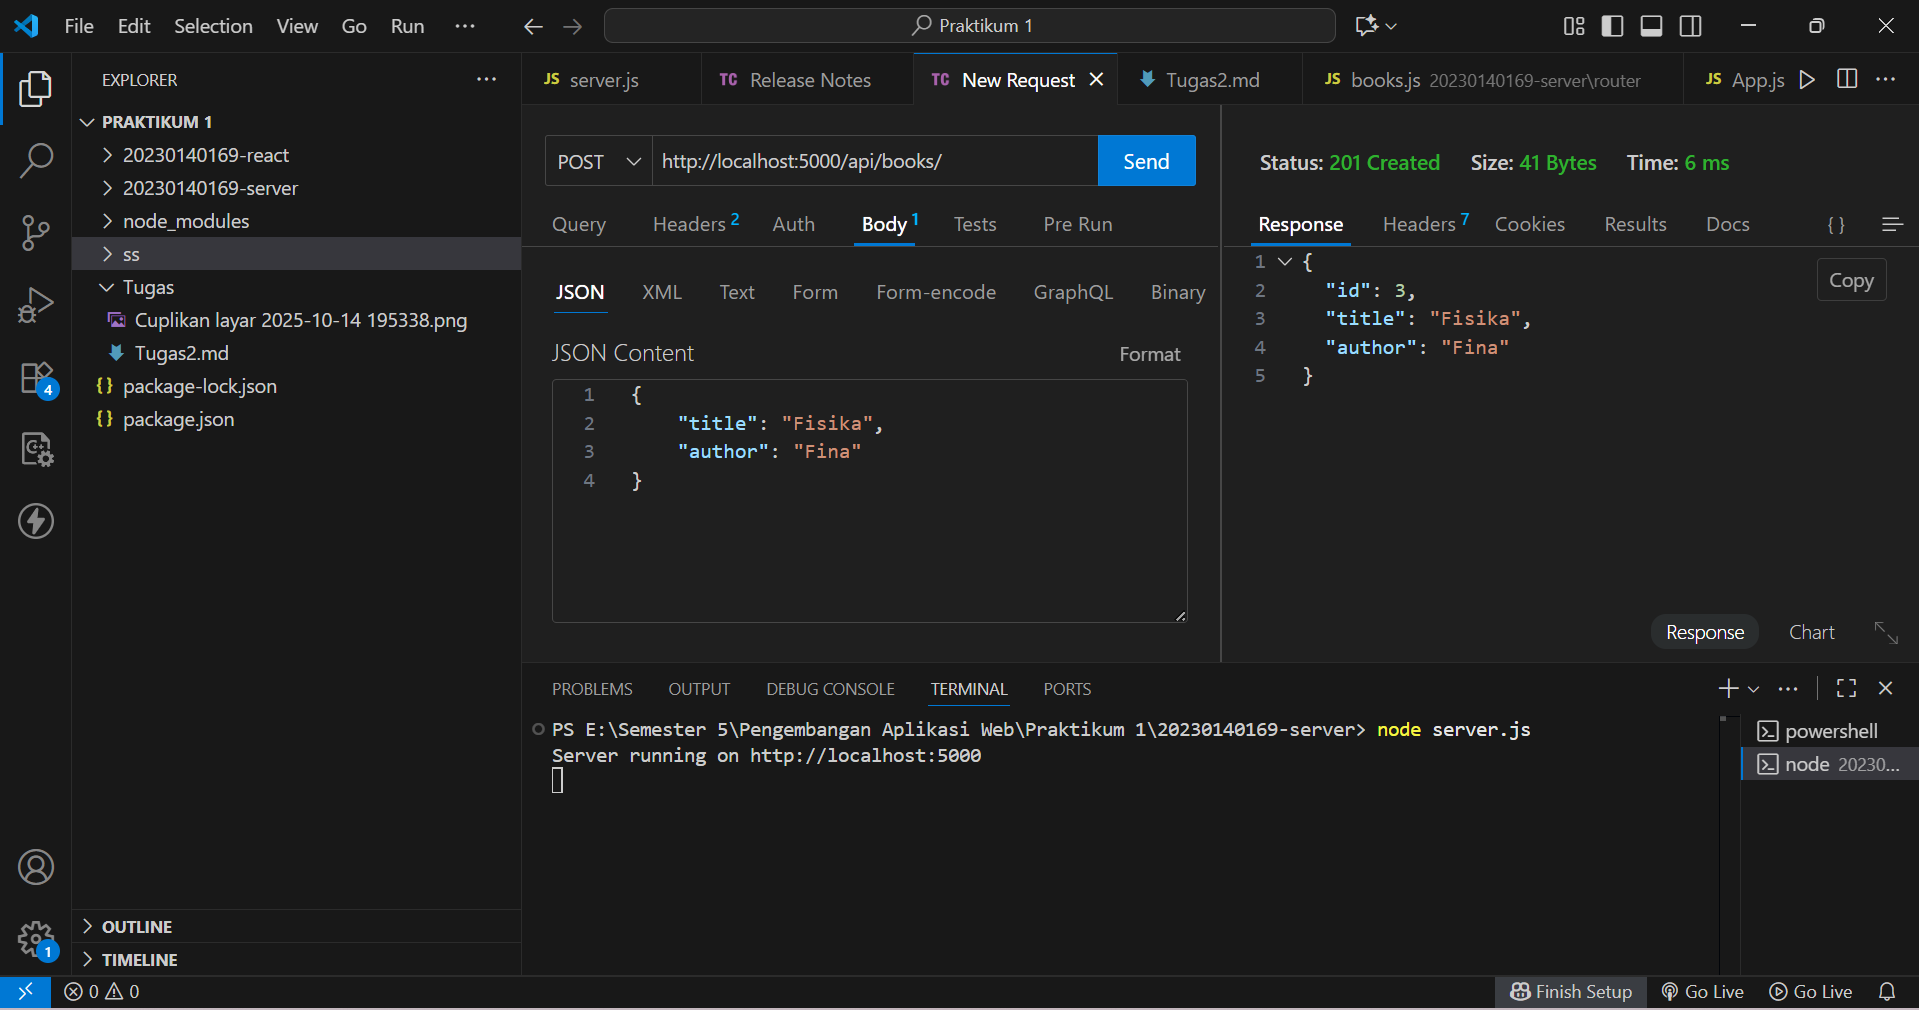 File Edit Selection View Go Run ··· Praktikum 1
EXPLORER
PRAKTIKUM 1
20230140169-react
20230140169-server
node_modules
ss
Tugas
Cuplikan layar 2025-10-14 195338.png
Tugas2.md
{} package-lock.json
{} package.json
OUTLINE
TIMELINE
4
1
JS server.js
TC Release Notes
TC New Request
Tugas2.md
JS books.js 20230140169-server\router
JS App.js
POST http://localhost:5000/api/books/ Send
Query Headers 2 Auth Body 1 Tests Pre Run
JSON XML Text Form Form-encode GraphQL Binary
JSON Content Format
1 {
2 "title": "Fisika",
3 "author": "Fina"
4 }
Status: 201 Created Size: 41 Bytes Time: 6 ms
Response Headers 7 Cookies Results Docs {}
Copy
1 {
2 "id": 3,
3 "title": "Fisika",
4 "author": "Fina"
5 }
Response Chart
PROBLEMS OUTPUT DEBUG CONSOLE TERMINAL PORTS
PS E:\Semester 5\Pengembangan Aplikasi Web\Praktikum 1\20230140169-server> node server.js
Server running on http://localhost:5000
powershell
node 20230...
0 0
Finish Setup Go Live Go Live